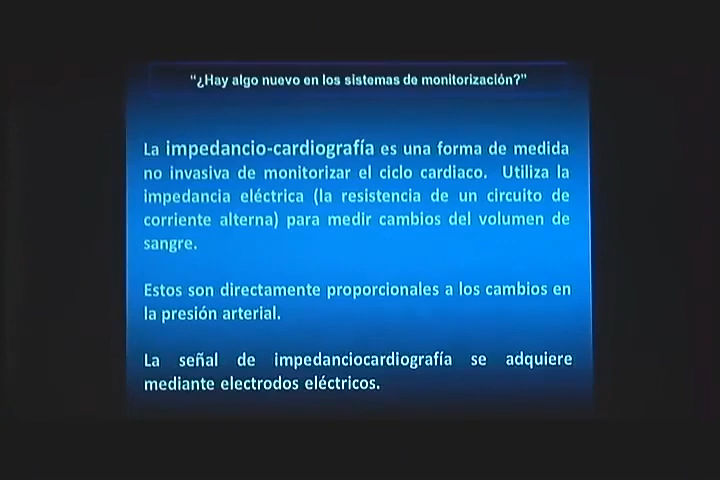 “¿Hay algo nuevo en los sistemas de monitorización?”
La impedancio-cardiografía es una forma de medida
no invasiva de monitorizar el ciclo cardiaco. Utiliza la
impedancia eléctrica (la resistencia de un circuito de
corriente alterna) para medir cambios del volumen de
sangre.
Estos son directamente proporcionales a los cambios en
la presión arterial.
La señal de impedanciocardiografía se adquiere
mediante electrodos eléctricos.